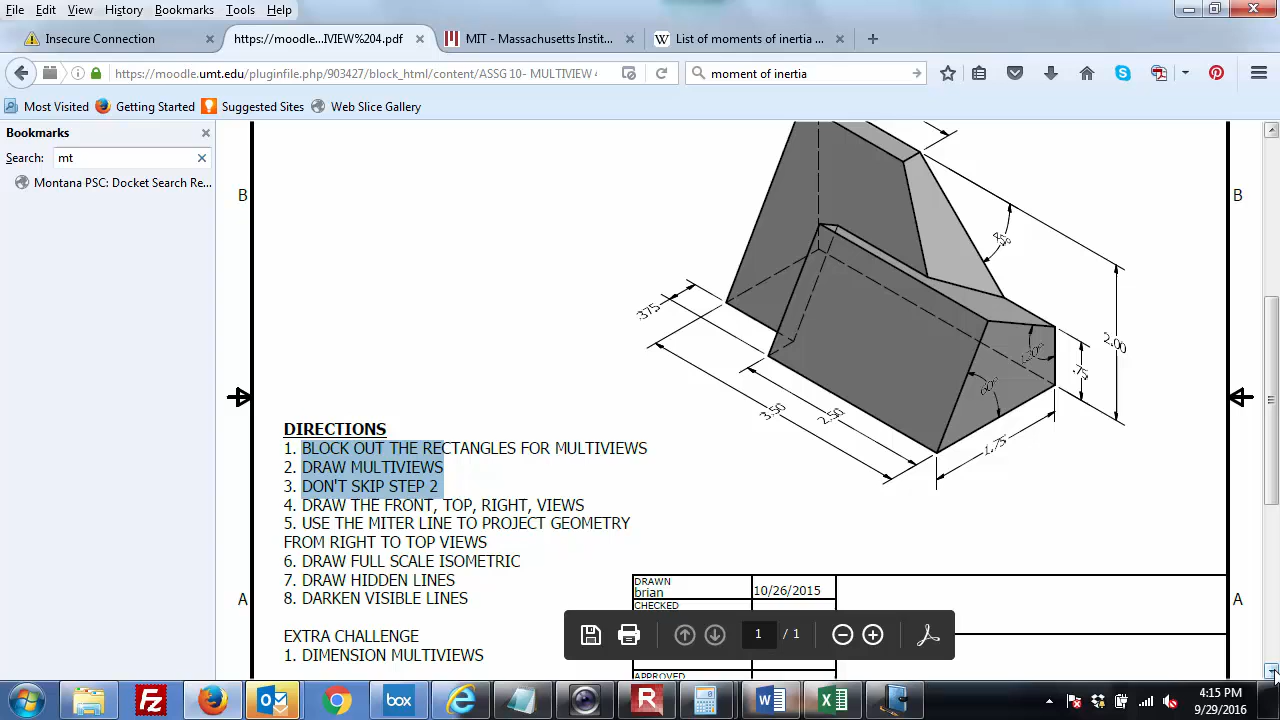 File Edit View History Bookmarks Tools Help
Insecure Connection
https://moodle...IVIEW%204.pdf
MIT - Massachusetts Instit...
List of moments of inertia ...
https://moodle.umt.edu/pluginfile.php/903427/block_html/content/ASSG 10- MULTIVIEW 4
moment of inertia
Most Visited Getting Started Suggested Sites Web Slice Gallery
Bookmarks
Search: mt
Montana PSC: Docket Search Re...
B
B
45°
.375
2.00
.75
60°
3.50
2.50
1.75
DIRECTIONS
1. BLOCK OUT THE RECTANGLES FOR MULTIVIEWS
2. DRAW MULTIVIEWS
3. DON'T SKIP STEP 2
4. DRAW THE FRONT, TOP, RIGHT, VIEWS
5. USE THE MITER LINE TO PROJECT GEOMETRY
FROM RIGHT TO TOP VIEWS
6. DRAW FULL SCALE ISOMETRIC
7. DRAW HIDDEN LINES
8. DARKEN VISIBLE LINES
A
A
EXTRA CHALLENGE
1. DIMENSION MULTIVIEWS
DRAWN
brian
10/26/2015
CHECKED
APPROVED
1 / 1
box
4:15 PM
9/29/2016